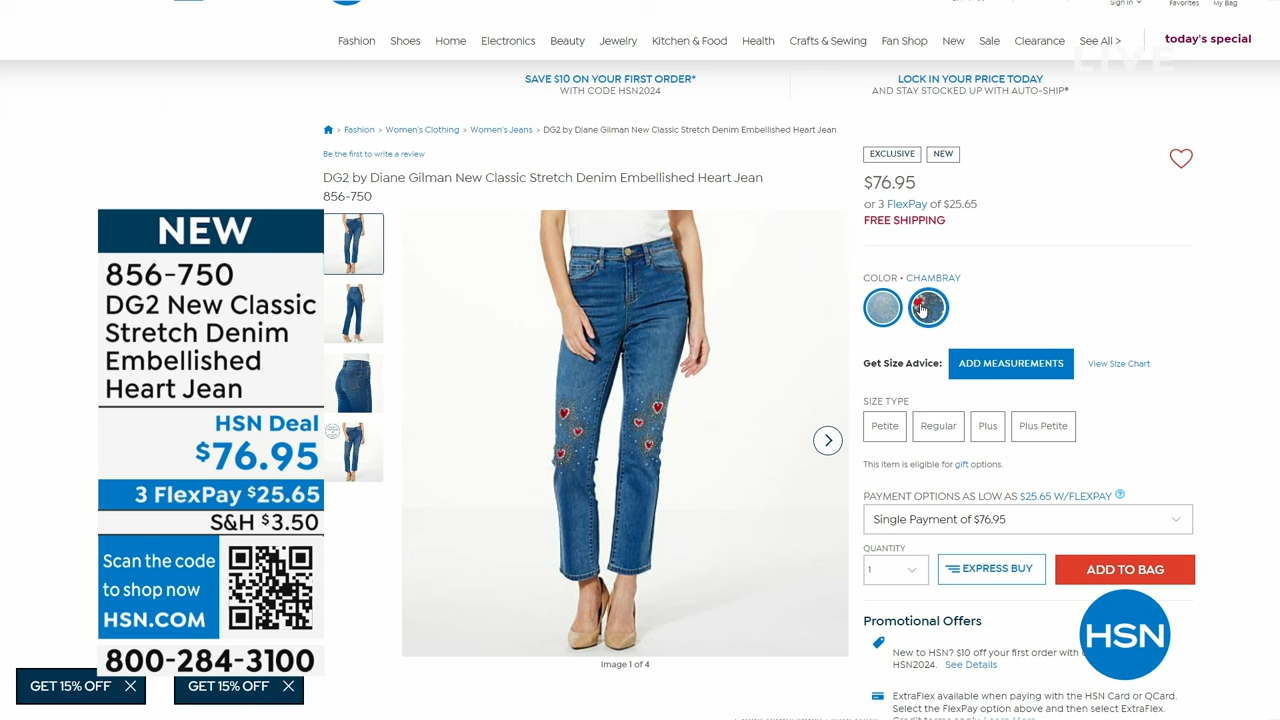 Sign in
Favorites
My Bag
Fashion
Shoes
Home
Electronics
Beauty
Jewelry
Kitchen & Food
Health
Crafts & Sewing
Fan Shop
New
Sale
Clearance
See All >
today's special
LIVE
SAVE $10 ON YOUR FIRST ORDER*
WITH CODE HSN2024
LOCK IN YOUR PRICE TODAY
AND STAY STOCKED UP WITH AUTO-SHIP®
> Fashion > Women's Clothing > Women's Jeans > DG2 by Diane Gilman New Classic Stretch Denim Embellished Heart Jean
Be the first to write a review
DG2 by Diane Gilman New Classic Stretch Denim Embellished Heart Jean
856-750
NEW
856-750
DG2 New Classic
Stretch Denim
Embellished
Heart Jean
HSN Deal
$76.95
3 FlexPay $25.65
S&H $3.50
Scan the code
to shop now
HSN.COM
800-284-3100
GET 15% OFF
GET 15% OFF
Image 1 of 4
EXCLUSIVE
NEW
$76.95
or 3 FlexPay of $25.65
FREE SHIPPING
COLOR • CHAMBRAY
Get Size Advice:
ADD MEASUREMENTS
View Size Chart
SIZE TYPE
Petite
Regular
Plus
Plus Petite
This item is eligible for gift options.
PAYMENT OPTIONS AS LOW AS $25.65 W/FLEXPAY
Single Payment of $76.95
QUANTITY
1
EXPRESS BUY
ADD TO BAG
Promotional Offers
New to HSN? $10 off your first order with
HSN2024. See Details
HSN
ExtraFlex available when paying with the HSN Card or QCard.
Select the FlexPay option above and then select ExtraFlex.